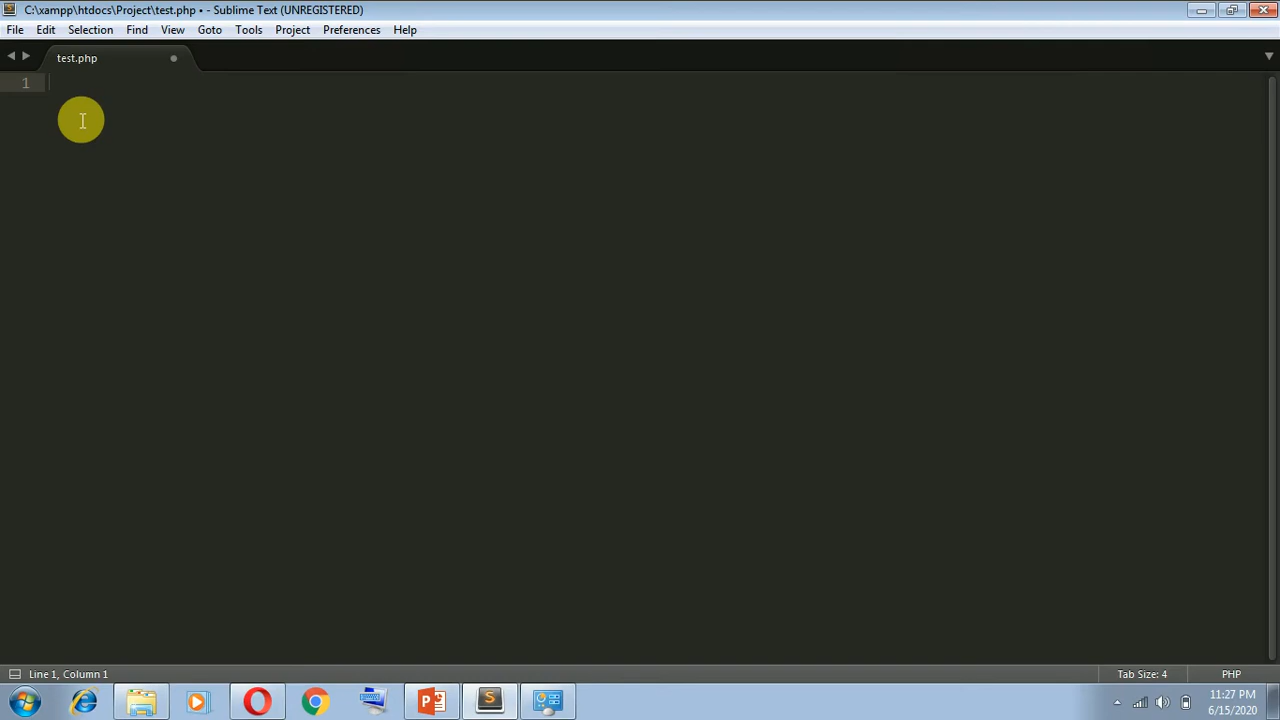 C:\xampp\htdocs\Project\test.php • - Sublime Text (UNREGISTERED)
File Edit Selection Find View Goto Tools Project Preferences Help
test.php
1
Line 1, Column 1 Tab Size: 4 PHP
11:27 PM
6/15/2020